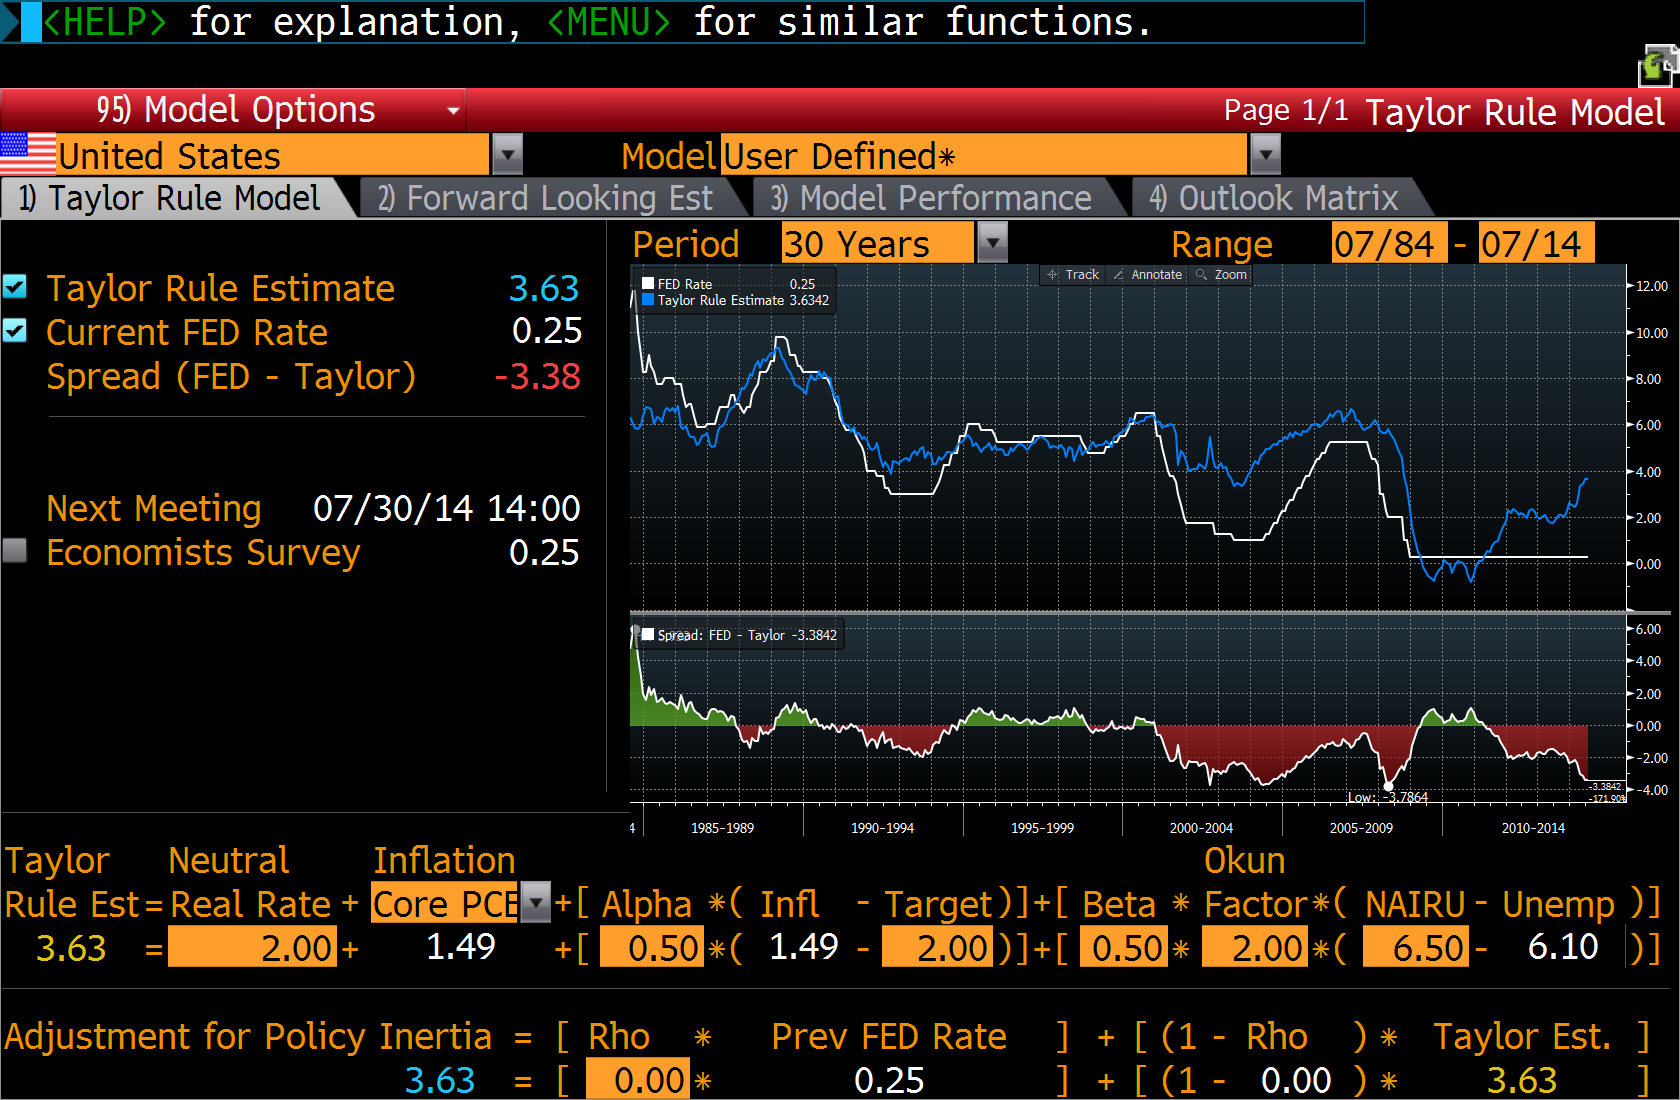 <HELP> for explanation, <MENU> for similar functions.
95) Model Options Page 1/1 Taylor Rule Model
United States Model User Defined*
1) Taylor Rule Model 2) Forward Looking Est 3) Model Performance 4) Outlook Matrix
Period 30 Years Range 07/84 - 07/14
Track Annotate Zoom
Taylor Rule Estimate 3.63
Current FED Rate 0.25
Spread (FED - Taylor) -3.38
Next Meeting 07/30/14 14:00
Economists Survey 0.25
FED Rate 0.25
Taylor Rule Estimate 3.6342
12.00
10.00
8.00
6.00
4.00
2.00
0.00
Spread: FED - Taylor -3.3842
6.00
4.00
2.00
0.00
-2.00
-4.00
-3.3842
-171.90%
Low: -3.7864
4 1985-1989 1990-1994 1995-1999 2000-2004 2005-2009 2010-2014
Taylor Neutral Inflation Okun
Rule Est = Real Rate + Core PCE +[ Alpha *( Infl - Target )]+[ Beta * Factor *( NAIRU - Unemp )]
3.63 = 2.00 + 1.49 +[ 0.50 *( 1.49 - 2.00 )]+[ 0.50 * 2.00 *( 6.50 - 6.10 )]
Adjustment for Policy Inertia = [ Rho * Prev FED Rate ] + [ (1 - Rho ) * Taylor Est. ]
3.63 = [ 0.00 * 0.25 ] + [ (1 - 0.00 ) * 3.63 ]